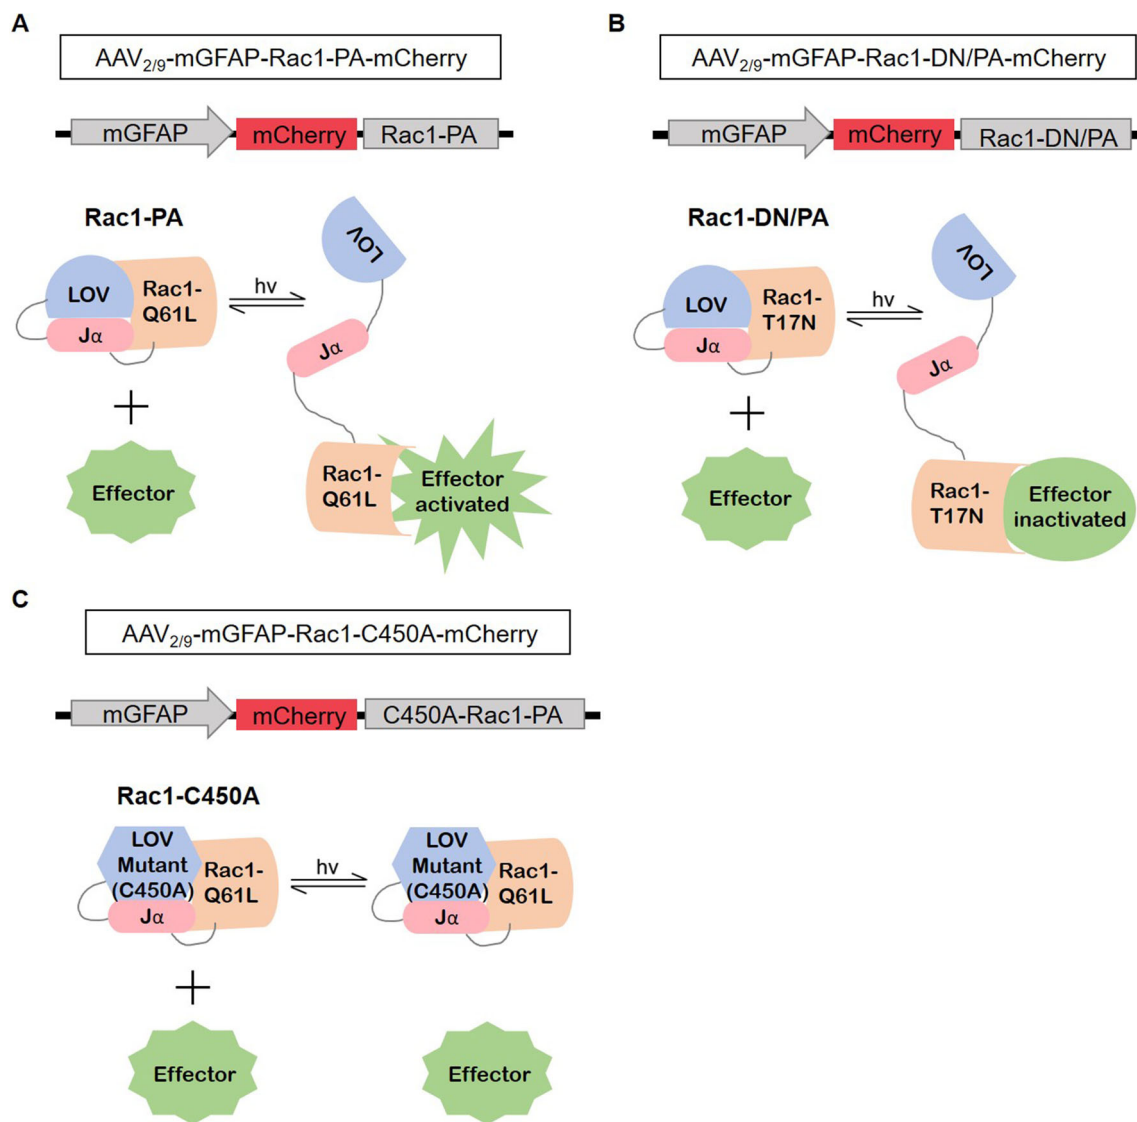 A
AAV2/9-mGFAP-Rac1-PA-mCherry
mGFAP mCherry Rac1-PA
Rac1-PA
LOV
Rac1-
Q61L
Jα
hv
LOV
Jα
Effector
Rac1-
Q61L
Effector
activated
B
AAV2/9-mGFAP-Rac1-DN/PA-mCherry
mGFAP mCherry Rac1-DN/PA
Rac1-DN/PA
LOV
Rac1-
T17N
Jα
hv
LOV
Jα
Effector
Rac1-
T17N
Effector
inactivated
C
AAV2/9-mGFAP-Rac1-C450A-mCherry
mGFAP mCherry C450A-Rac1-PA
Rac1-C450A
LOV
Mutant
(C450A)
Rac1-
Q61L
Jα
hv
LOV
Mutant
(C450A)
Rac1-
Q61L
Jα
Effector
Effector